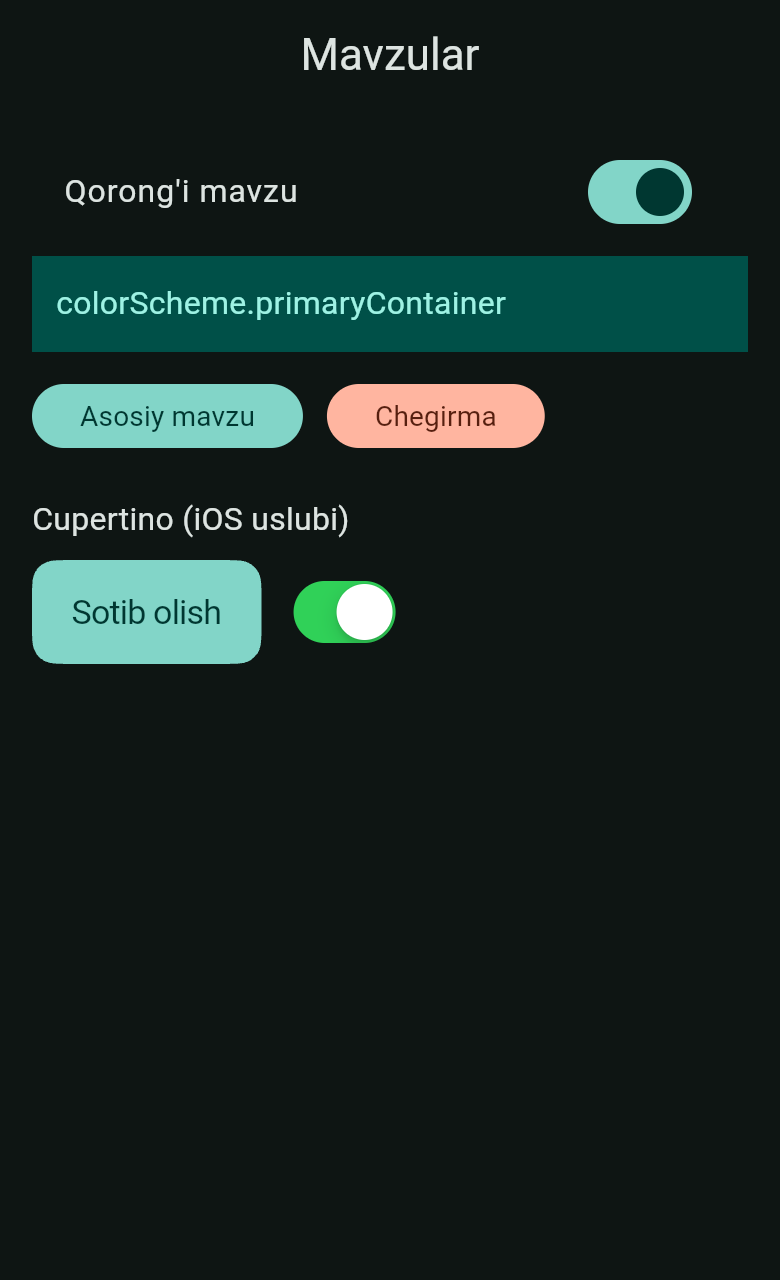 Mavzular
Qorong'i mavzu
colorScheme.primaryContainer
Asosiy mavzu
Chegirma
Cupertino (iOS uslubi)
Sotib olish